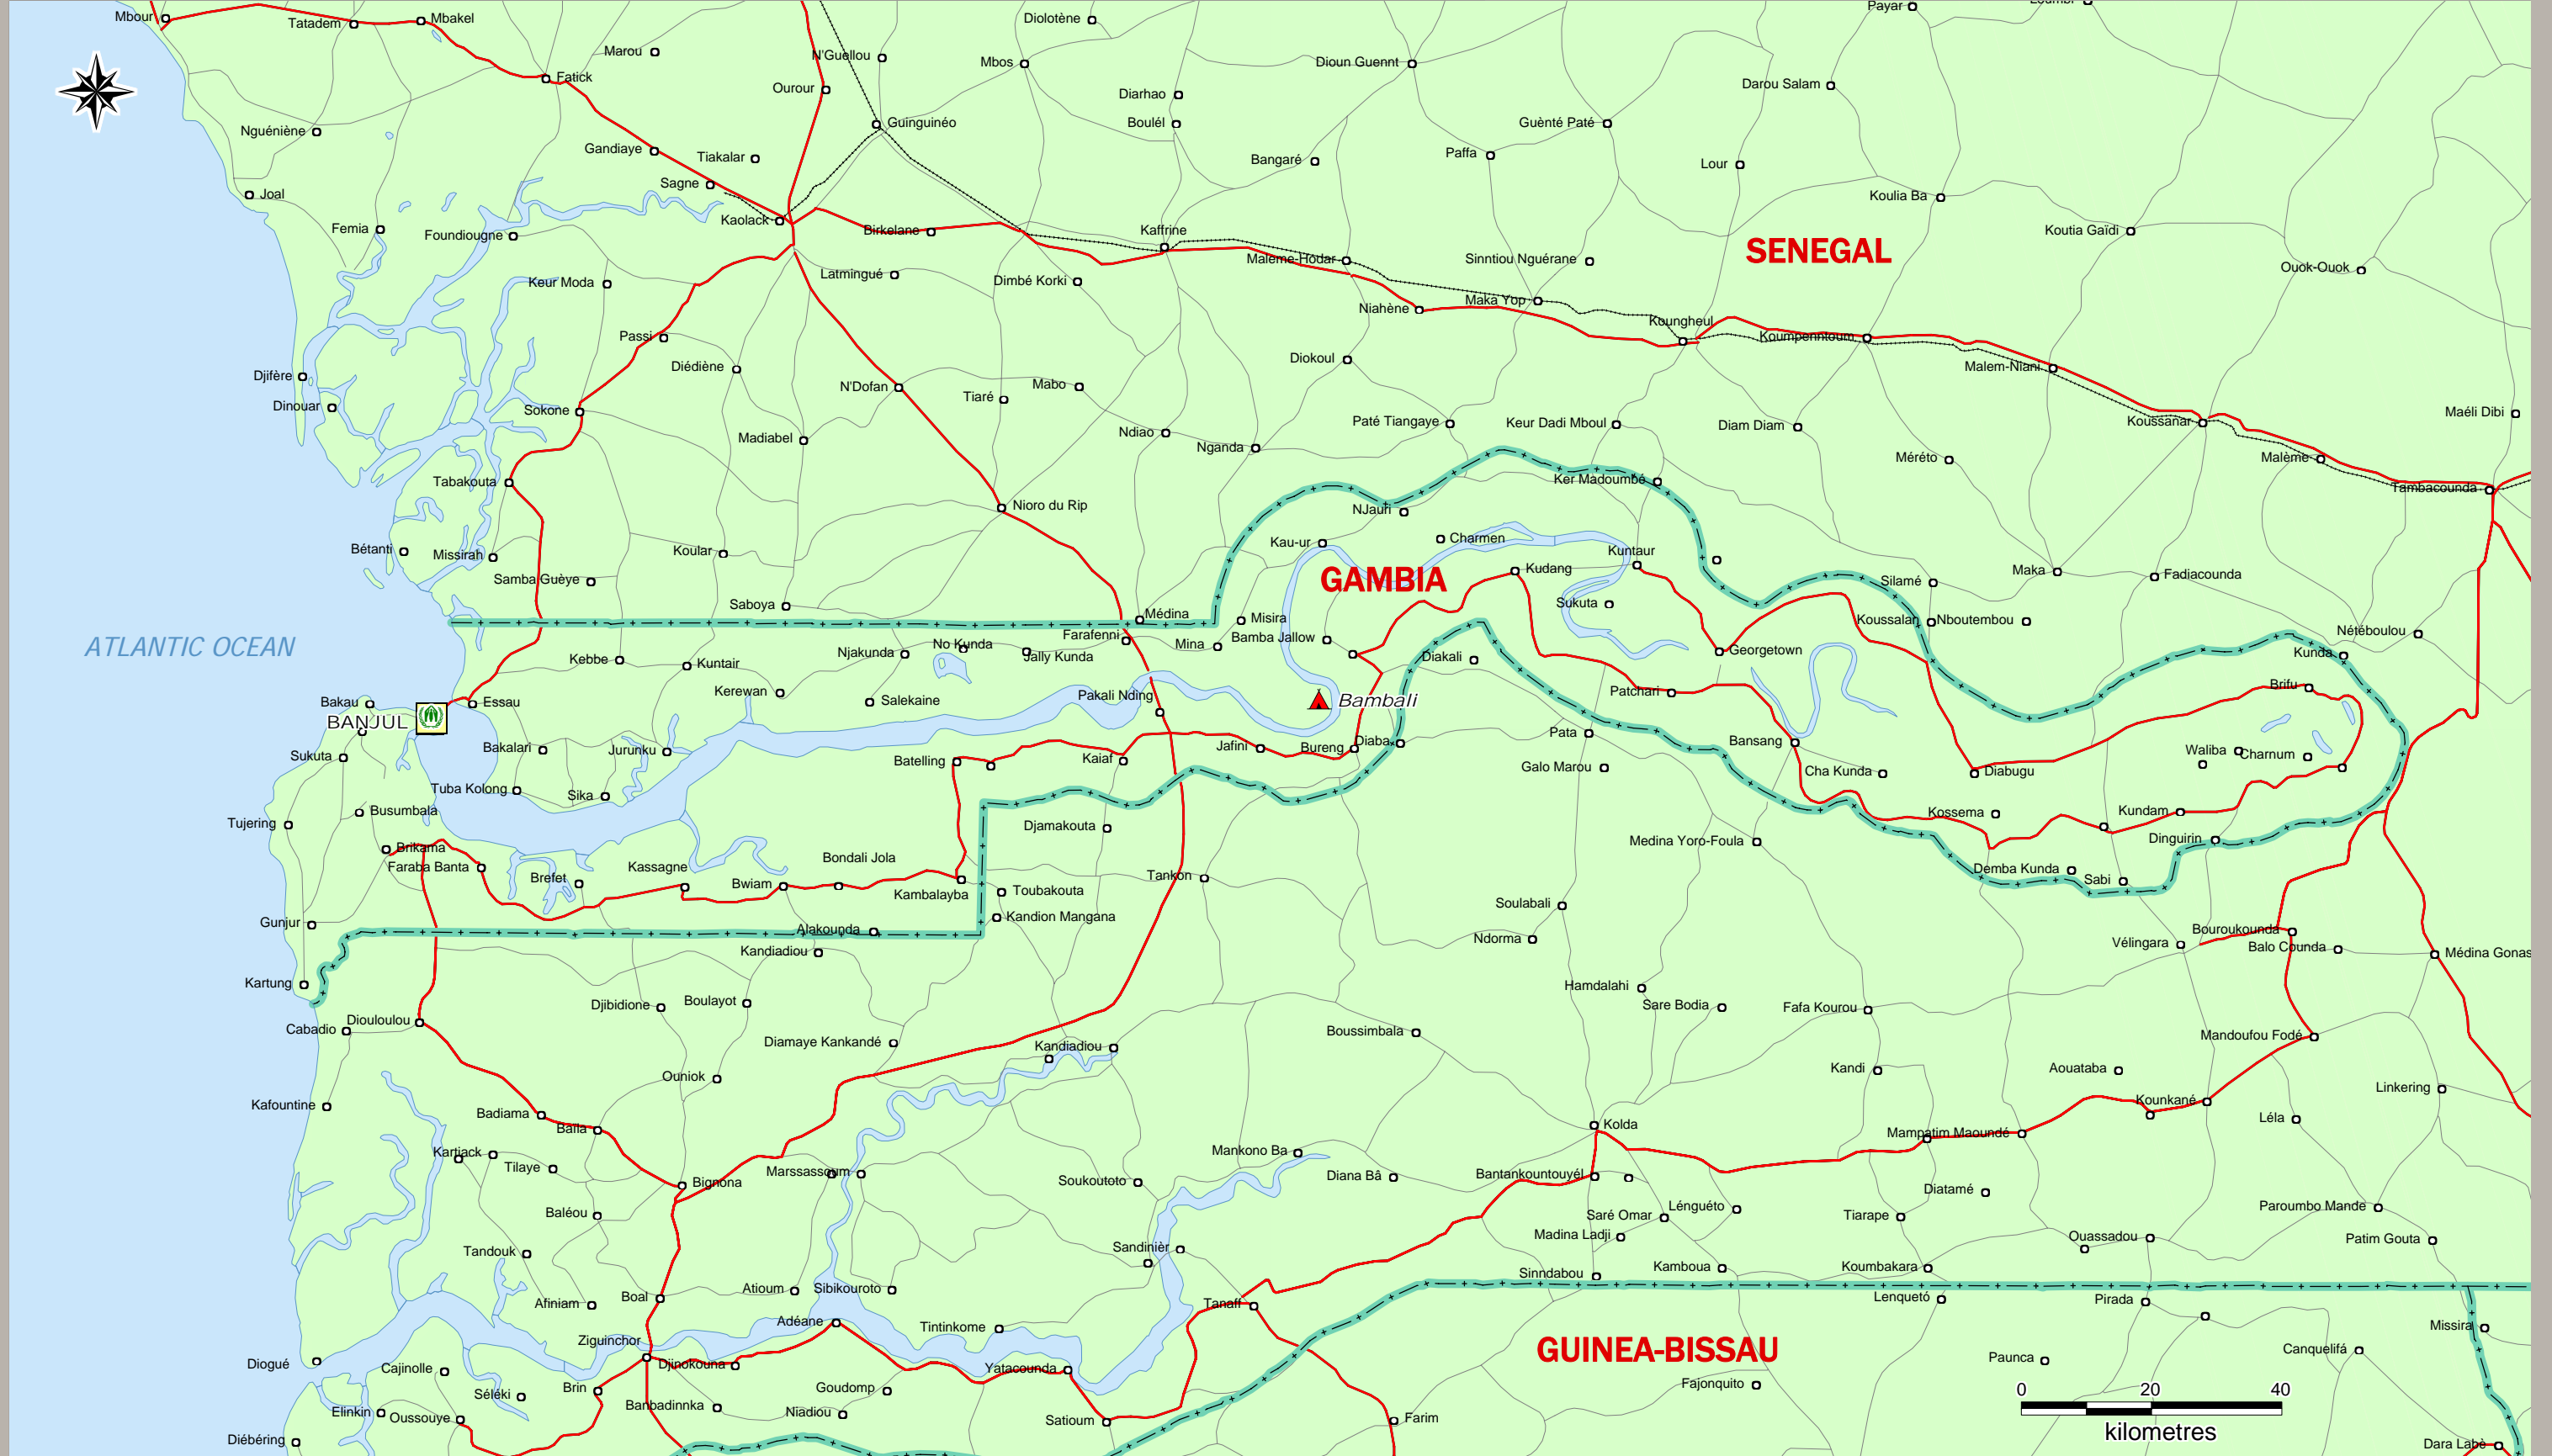 Mbour
Tatadem
Mbakel
Diolotène
Payar
Marou
N'Guellou
Mbos
Dioun Guennt
Fatick
Ourour
Diarhao
Darou Salam
Nguéniène
Guinguinéo
Boulél
Guènté Paté
Gandiaye
Tiakalar
Bangaré
Paffa
Lour
Sagne
Joal
Koulia Ba
Kaolack
Femia
Foundiougne
Birkelane
Kaffrine
Koutia Gaïdi
SENEGAL
Maleme-Hodar
Sinntiou Nguérane
Ouok-Ouok
Latmingué
Keur Moda
Dimbé Korki
Maka Yop
Niahène
Koungheul
Passi
Koumpenntoum
Diokoul
Diédiène
Malem-Niani
Djifère
N'Dofan
Mabo
Tiaré
Dinouar
Sokone
Maéli Dibi
Paté Tiangaye
Keur Dadi Mboul
Diam Diam
Koussanar
Madiabel
Ndiao
Nganda
Méréto
Malème
Tabakouta
Ker Madoumbé
Tambacounda
Nioro du Rip
NJauri
Kau-ur
Charmen
Bétanti
Missirah
Koular
Kuntaur
Samba Guèye
GAMBIA
Kudang
Silamé
Maka
Fadiacounda
Saboya
Sukuta
Médina
Misira
Koussalar
Nboutembou
ATLANTIC OCEAN
Farafenni
Mina
Bamba Jallow
Nétéboulou
Kebbe
Kuntair
Njakunda
No Kunda
Jally Kunda
Diakali
Georgetown
Kunda
Kerewan
Salekaine
Pakali Nding
Bambali
Patchari
Brifu
Bakau
BANJUL
Essau
Bakalari
Jurunku
Jafini
Bureng
Diaba
Pata
Bansang
Waliba
Charnum
Sukuta
Batelling
Kaiaf
Galo Marou
Cha Kunda
Diabugu
Tuba Kolong
Sika
Busumbala
Tujering
Djamakouta
Kossema
Kundam
Brikama
Faraba Banta
Medina Yoro-Foula
Dinguirin
Bondali Jola
Kassagne
Brefet
Bwiam
Kambalayba
Toubakouta
Tankon
Demba Kunda
Sabi
Gunjur
Alakounda
Kandion Mangana
Soulabali
Bouroukounda
Kandiadiou
Ndorma
Vélingara
Balo Counda
Médina Gonas
Kartung
Djibidione
Boulayot
Hamdalahi
Sare Bodia
Fafa Kourou
Cabadio
Diouloulou
Boussimbala
Mandoufou Fodé
Diamaye Kankandé
Kandiadiou
Ouniok
Kandi
Aouataba
Linkering
Kafountine
Badiama
Kounkané
Baïla
Kolda
Léla
Mampatim Maoundé
Kartiack
Tilaye
Marssassoum
Mankono Ba
Diana Bâ
Bantankountouyél
Bignona
Soukoutoto
Diatamé
Baléou
Saré Omar
Lénguéto
Tiarape
Paroumbo Mande
Tandouk
Sandinièr
Madina Ladji
Ouassadou
Patim Gouta
Sinndabou
Kamboua
Koumbakara
Afiniam
Boal
Atioum
Sibikouroto
Tanaff
Lenquetó
Pirada
Adéane
Tintinkome
Missira
Ziguinchor
GUINEA-BISSAU
Diogué
Cajinolle
Djinokouna
Yatacounda
Paunca
Canquelifá
Séléki
Brin
Goudomp
Fajonquito
0 20 40
Elinkin
Oussouye
Banbadinnka
Niadiou
Satioum
Farim
kilometres
Diébéring
Dara Labè